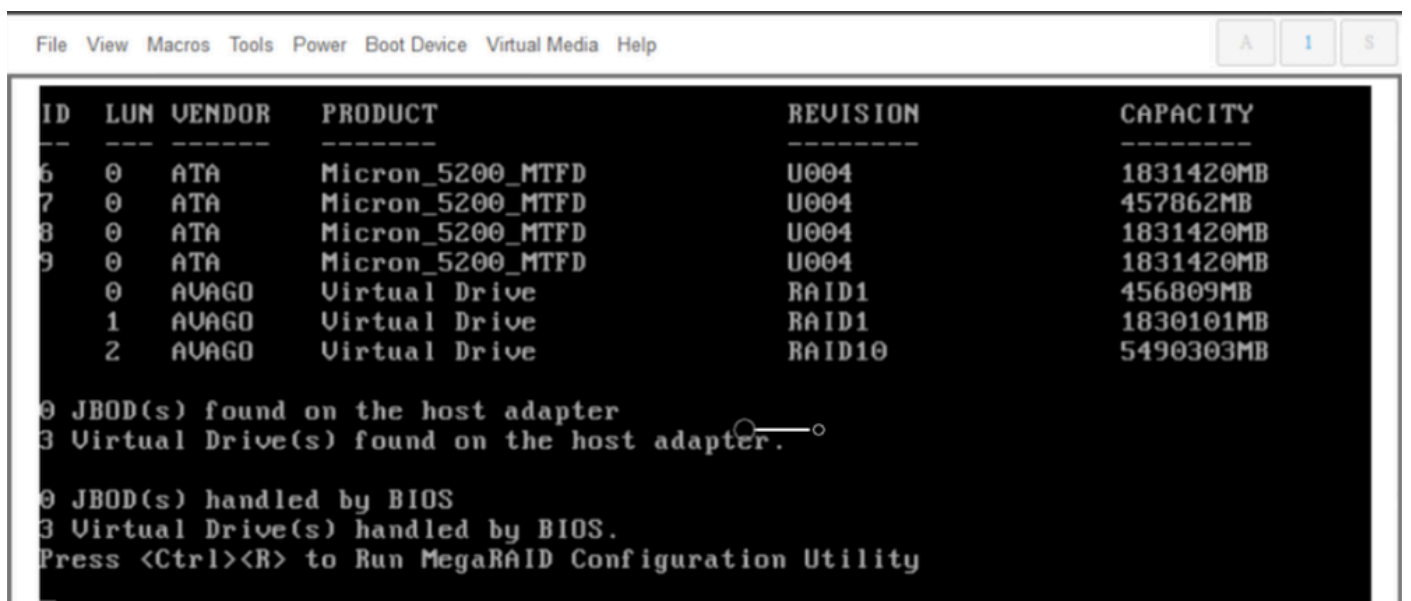 File View Macros Tools Power Boot Device Virtual Media Help A 1 S
ID LUN VENDOR PRODUCT REVISION CAPACITY
-- --- ------ ------- -------- --------
6 0 ATA Micron_5200_MTFD U004 1831420MB
7 0 ATA Micron_5200_MTFD U004 457862MB
8 0 ATA Micron_5200_MTFD U004 1831420MB
9 0 ATA Micron_5200_MTFD U004 1831420MB
0 AVAGO Virtual Drive RAID1 456809MB
1 AVAGO Virtual Drive RAID1 1830101MB
2 AVAGO Virtual Drive RAID10 5490303MB
0 JBOD(s) found on the host adapter
3 Virtual Drive(s) found on the host adapter.
0 JBOD(s) handled by BIOS
3 Virtual Drive(s) handled by BIOS.
Press <Ctrl><R> to Run MegaRAID Configuration Utility